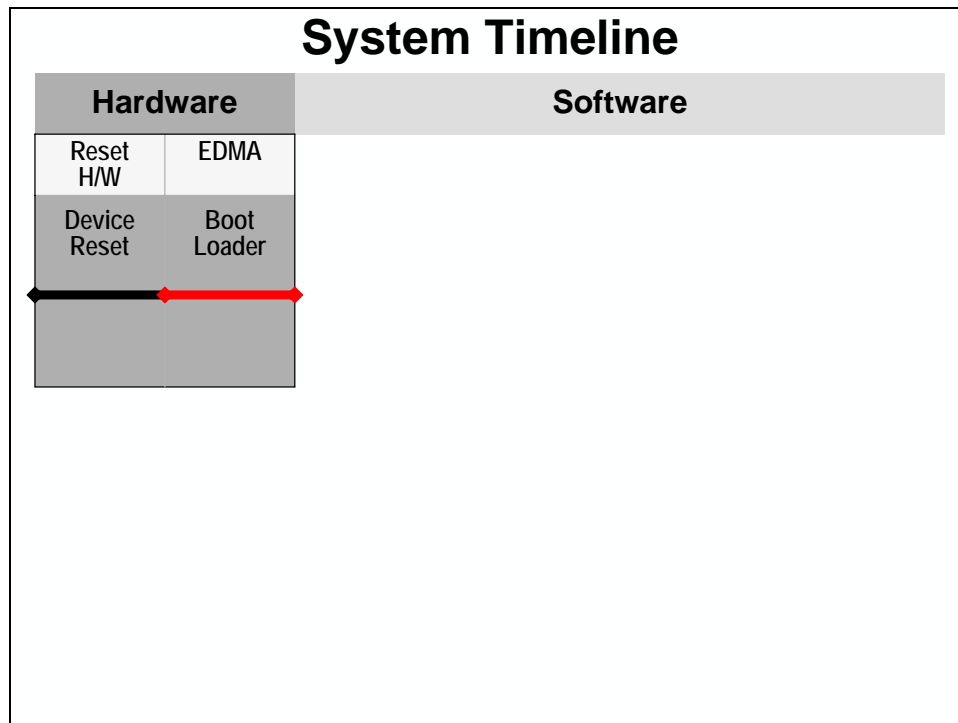 System Timeline
Hardware
Software
Reset
H/W
EDMA
Device
Reset
Boot
Loader